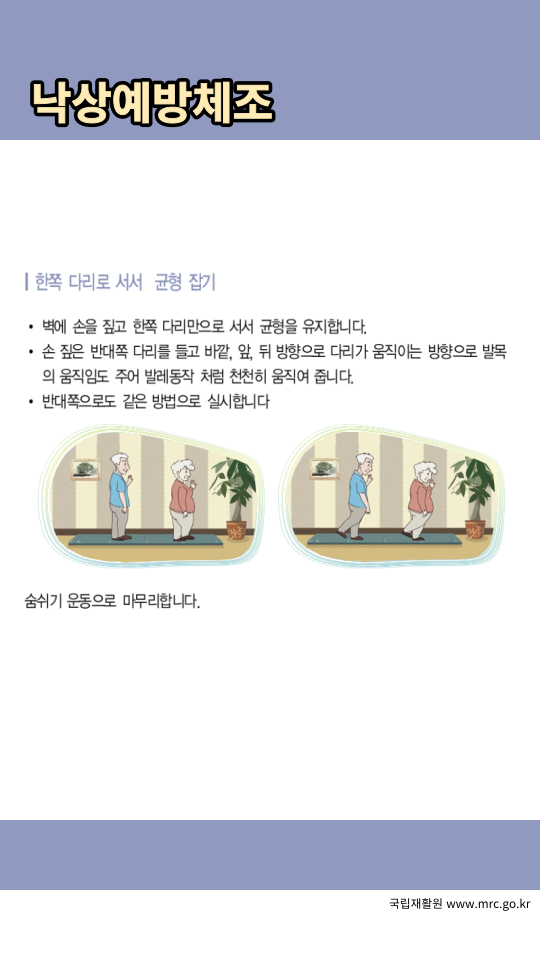 낙상예방체조
한쪽 다리로 서서 균형 잡기
• 벽에 손을 짚고 한쪽 다리만으로 서서 균형을 유지합니다.
• 손 짚은 반대쪽 다리를 들고 바깥, 앞, 뒤 방향으로 다리가 움직이는 방향으로 발목
의 움직임도 주어 발레동작 처럼 천천히 움직여 줍니다.
• 반대쪽으로도 같은 방법으로 실시합니다
숨쉬기 운동으로 마무리합니다.
국립재활원 www.mrc.go.kr